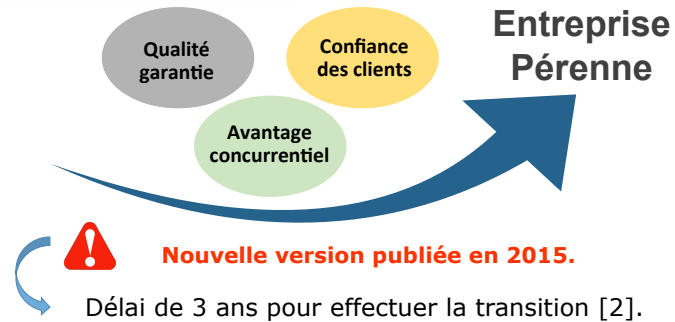 Entreprise
Pérenne
Qualité
garantie
Confiance
des clients
Avantage
concurrentiel
Nouvelle version publiée en 2015.
Délai de 3 ans pour effectuer la transition [2].